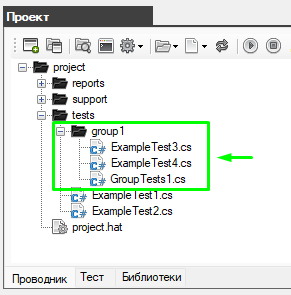 Проект
project
reports
support
tests
group1
ExampleTest3.cs
ExampleTest4.cs
GroupTests1.cs
ExampleTest1.cs
ExampleTest2.cs
project.hat
Проводник Тест Библиотеки